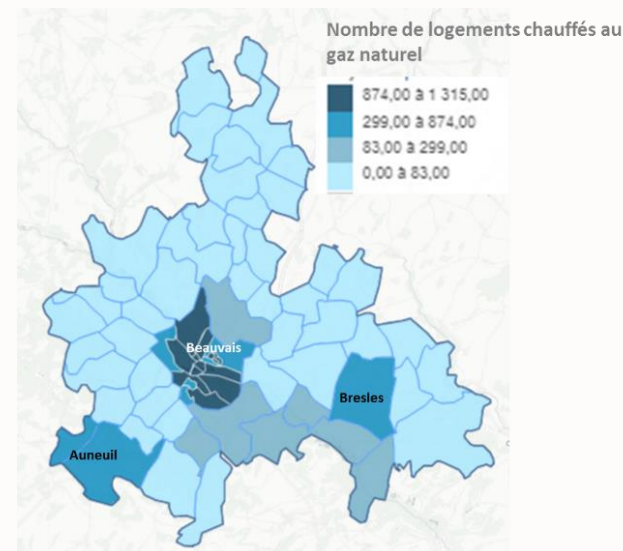 Nombre de logements chauffés au
gaz naturel
874,00 à 1 315,00
299,00 à 874,00
83,00 à 299,00
0,00 à 83,00
Beauvais
Bresles
Auneuil